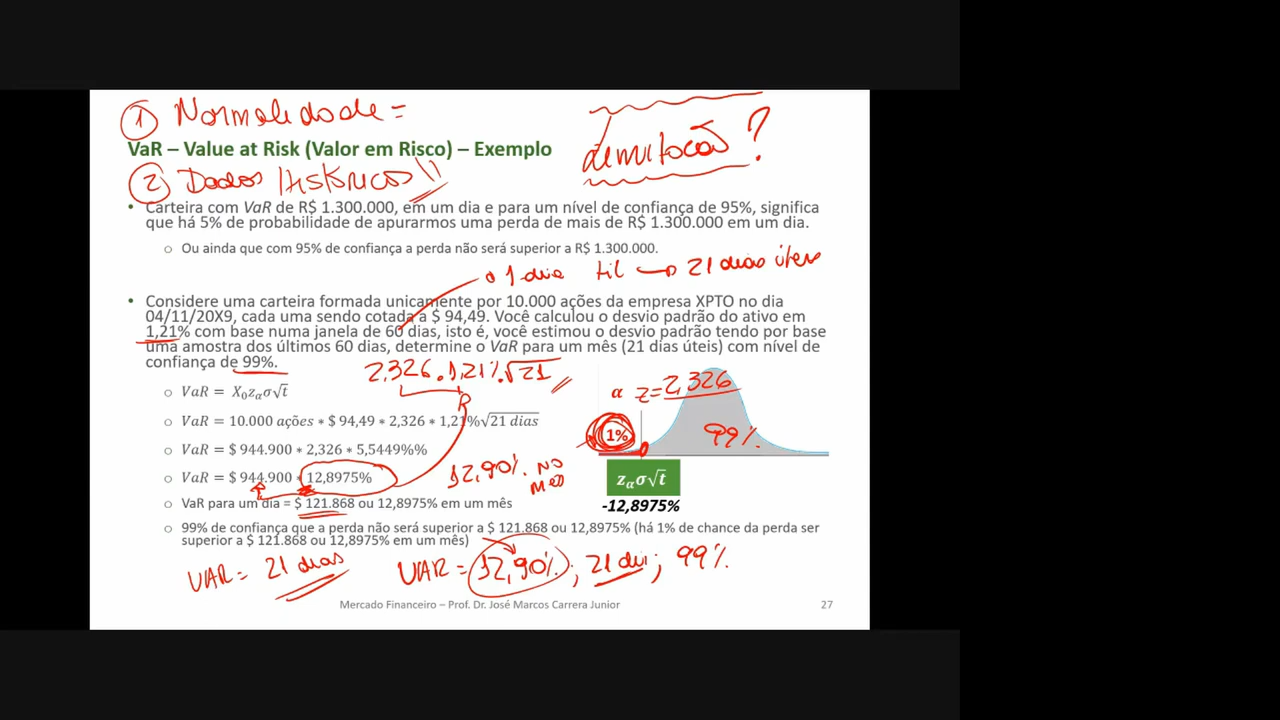 1 Normalidade =
limitação?
VaR – Value at Risk (Valor em Risco) – Exemplo
2 Dados Históricos!!
• Carteira com VaR de R$ 1.300.000, em um dia e para um nível de confiança de 95%, significa
que há 5% de probabilidade de apurarmos uma perda de mais de R$ 1.300.000 em um dia.
o Ou ainda que com 95% de confiança a perda não será superior a R$ 1.300.000.
1 dia útil → 21 dias úteis
• Considere uma carteira formada unicamente por 10.000 ações da empresa XPTO no dia
04/11/20X9, cada uma sendo cotada a $ 94,49. Você calculou o desvio padrão do ativo em
1,21% com base numa janela de 60 dias, isto é, você estimou o desvio padrão tendo por base
uma amostra dos últimos 60 dias, determine o VaR para um mês (21 dias úteis) com nível de
confiança de 99%.
2,326 . 1,21% . √21
o VaR = X₀zₐσ√t
α z = 2,326
o VaR = 10.000 ações * $ 94,49 * 2,326 * 1,21%√21 dias
1%
99%
o VaR = $ 944.900 * 2,326 * 5,5449%%
12,90% no
mês
o VaR = $ 944.900 * 12,8975%
zₐσ√t
o VaR para um dia = $ 121.868 ou 12,8975% em um mês
-12,8975%
o 99% de confiança que a perda não será superior a $ 121.868 ou 12,8975% (há 1% de chance da perda ser
superior a $ 121.868 ou 12,8975% em um mês)
VAR = 21 dias
VAR = 12,90% ; 21 di ; 99%
Mercado Financeiro – Prof. Dr. José Marcos Carrera Junior
27